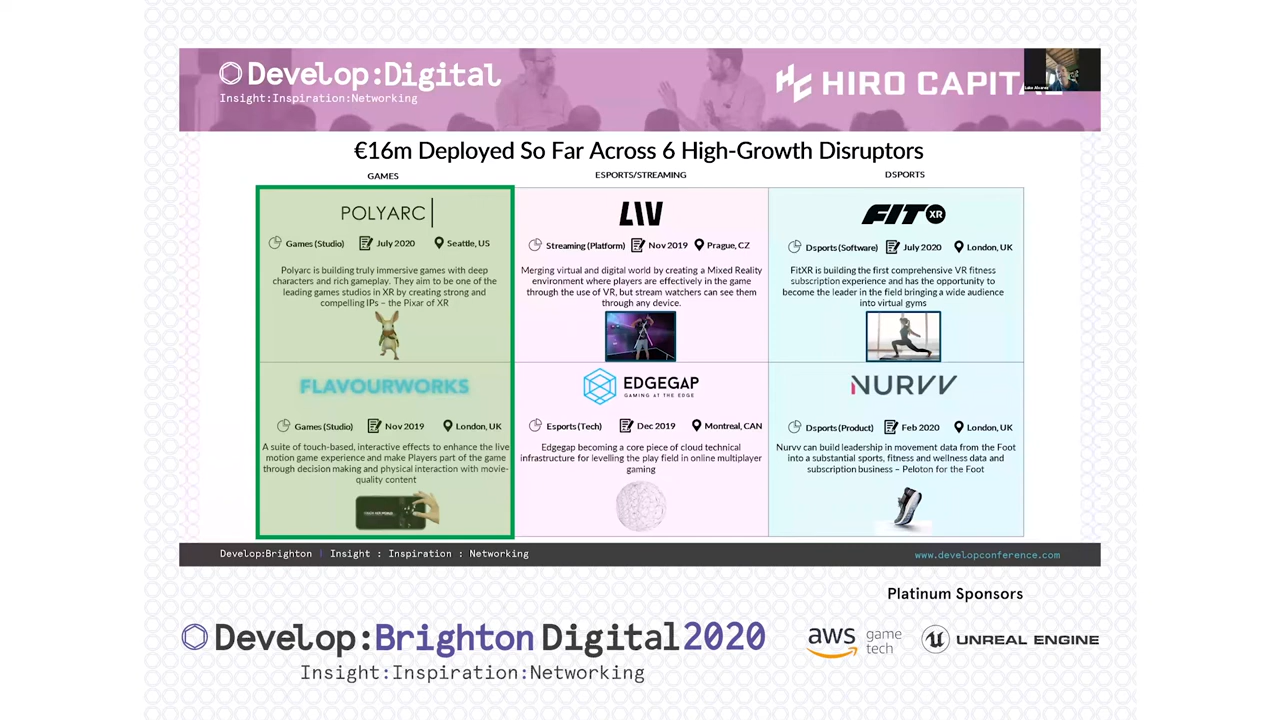 Develop:Digital
Insight:Inspiration:Networking
HIRO CAPITAL
Luke Alvarez
€16m Deployed So Far Across 6 High-Growth Disruptors
GAMES
ESPORTS/STREAMING
DSPORTS
POLYARC
Games (Studio) July 2020 Seattle, US
Polyarc is building truly immersive games with deep
characters and rich gameplay. They aim to be one of the
leading games studios in XR by creating strong and
compelling IPs – the Pixar of XR
LIV
Streaming (Platform) Nov 2019 Prague, CZ
Merging virtual and digital world by creating a Mixed Reality
environment where players are effectively in the game
through the use of VR, but stream watchers can see them
through any device.
FIT XR
Dsports (Software) July 2020 London, UK
FitXR is building the first comprehensive VR fitness
subscription experience and has the opportunity to
become the leader in the field bringing a wide audience
into virtual gyms
FLAVOURWORKS
Games (Studio) Nov 2019 London, UK
A suite of touch-based, interactive effects to enhance the live
motion game experience and make Players part of the game
through decision making and physical interaction with movie-
quality content
EDGEGAP
GAMING AT THE EDGE
Esports (Tech) Dec 2019 Montreal, CAN
Edgegap becoming a core piece of cloud technical
infrastructure for levelling the play field in online multiplayer
gaming
NURVV
Dsports (Product) Feb 2020 London, UK
Nurvv can build leadership in movement data from the Foot
into a substantial sports, fitness and wellness data and
subscription business – Peloton for the Foot
Develop:Brighton | Insight : Inspiration : Networking
www.developconference.com
Platinum Sponsors
Develop:Brighton Digital 2020
Insight:Inspiration:Networking
aws game tech
UNREAL ENGINE